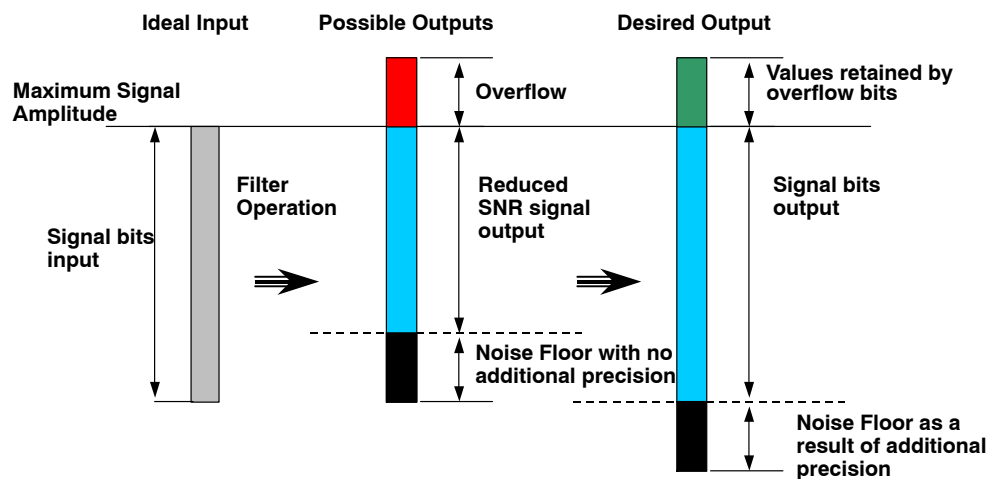 Ideal Input
Possible Outputs
Desired Output
Maximum Signal
Amplitude
Overflow
Values retained by
overflow bits
Filter
Operation
Reduced
SNR signal
output
Signal bits
output
Signal bits
input
Noise Floor with no
additional precision
Noise Floor as a
result of additional
precision